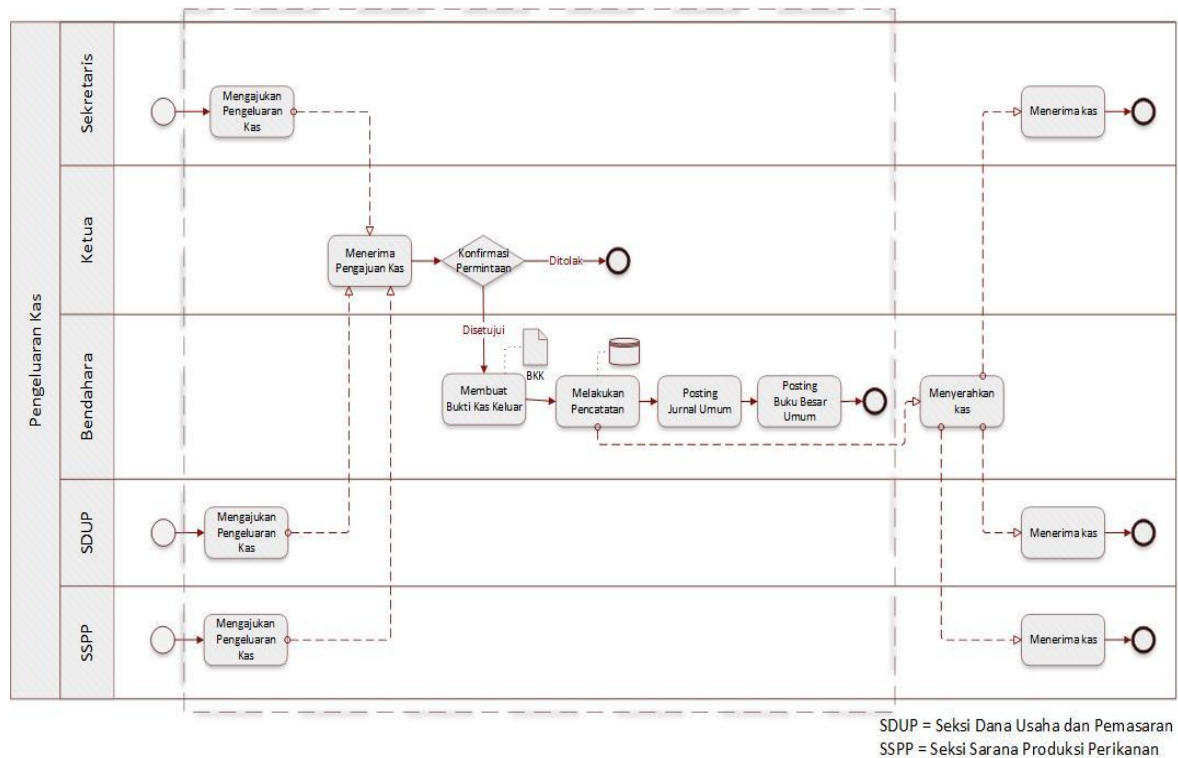 Pengeluaran Kas
Sekretaris
Mengajukan
Pengeluaran
Kas
Menerima kas
Ketua
Menerima
Pengajuan Kas
Konfirmasi
Permintaan
Ditolak
Disetujui
Bendahara
BKK
Membuat
Bukti Kas Keluar
Melakukan
Pencatatan
Posting
Jurnal Umum
Posting
Buku Besar
Umum
Menyerahkan
kas
SDUP
Mengajukan
Pengeluaran
Kas
Menerima kas
SSPP
Mengajukan
Pengeluaran
Kas
Menerima kas
SDUP = Seksi Dana Usaha dan Pemasaran
SSPP = Seksi Sarana Produksi Perikanan